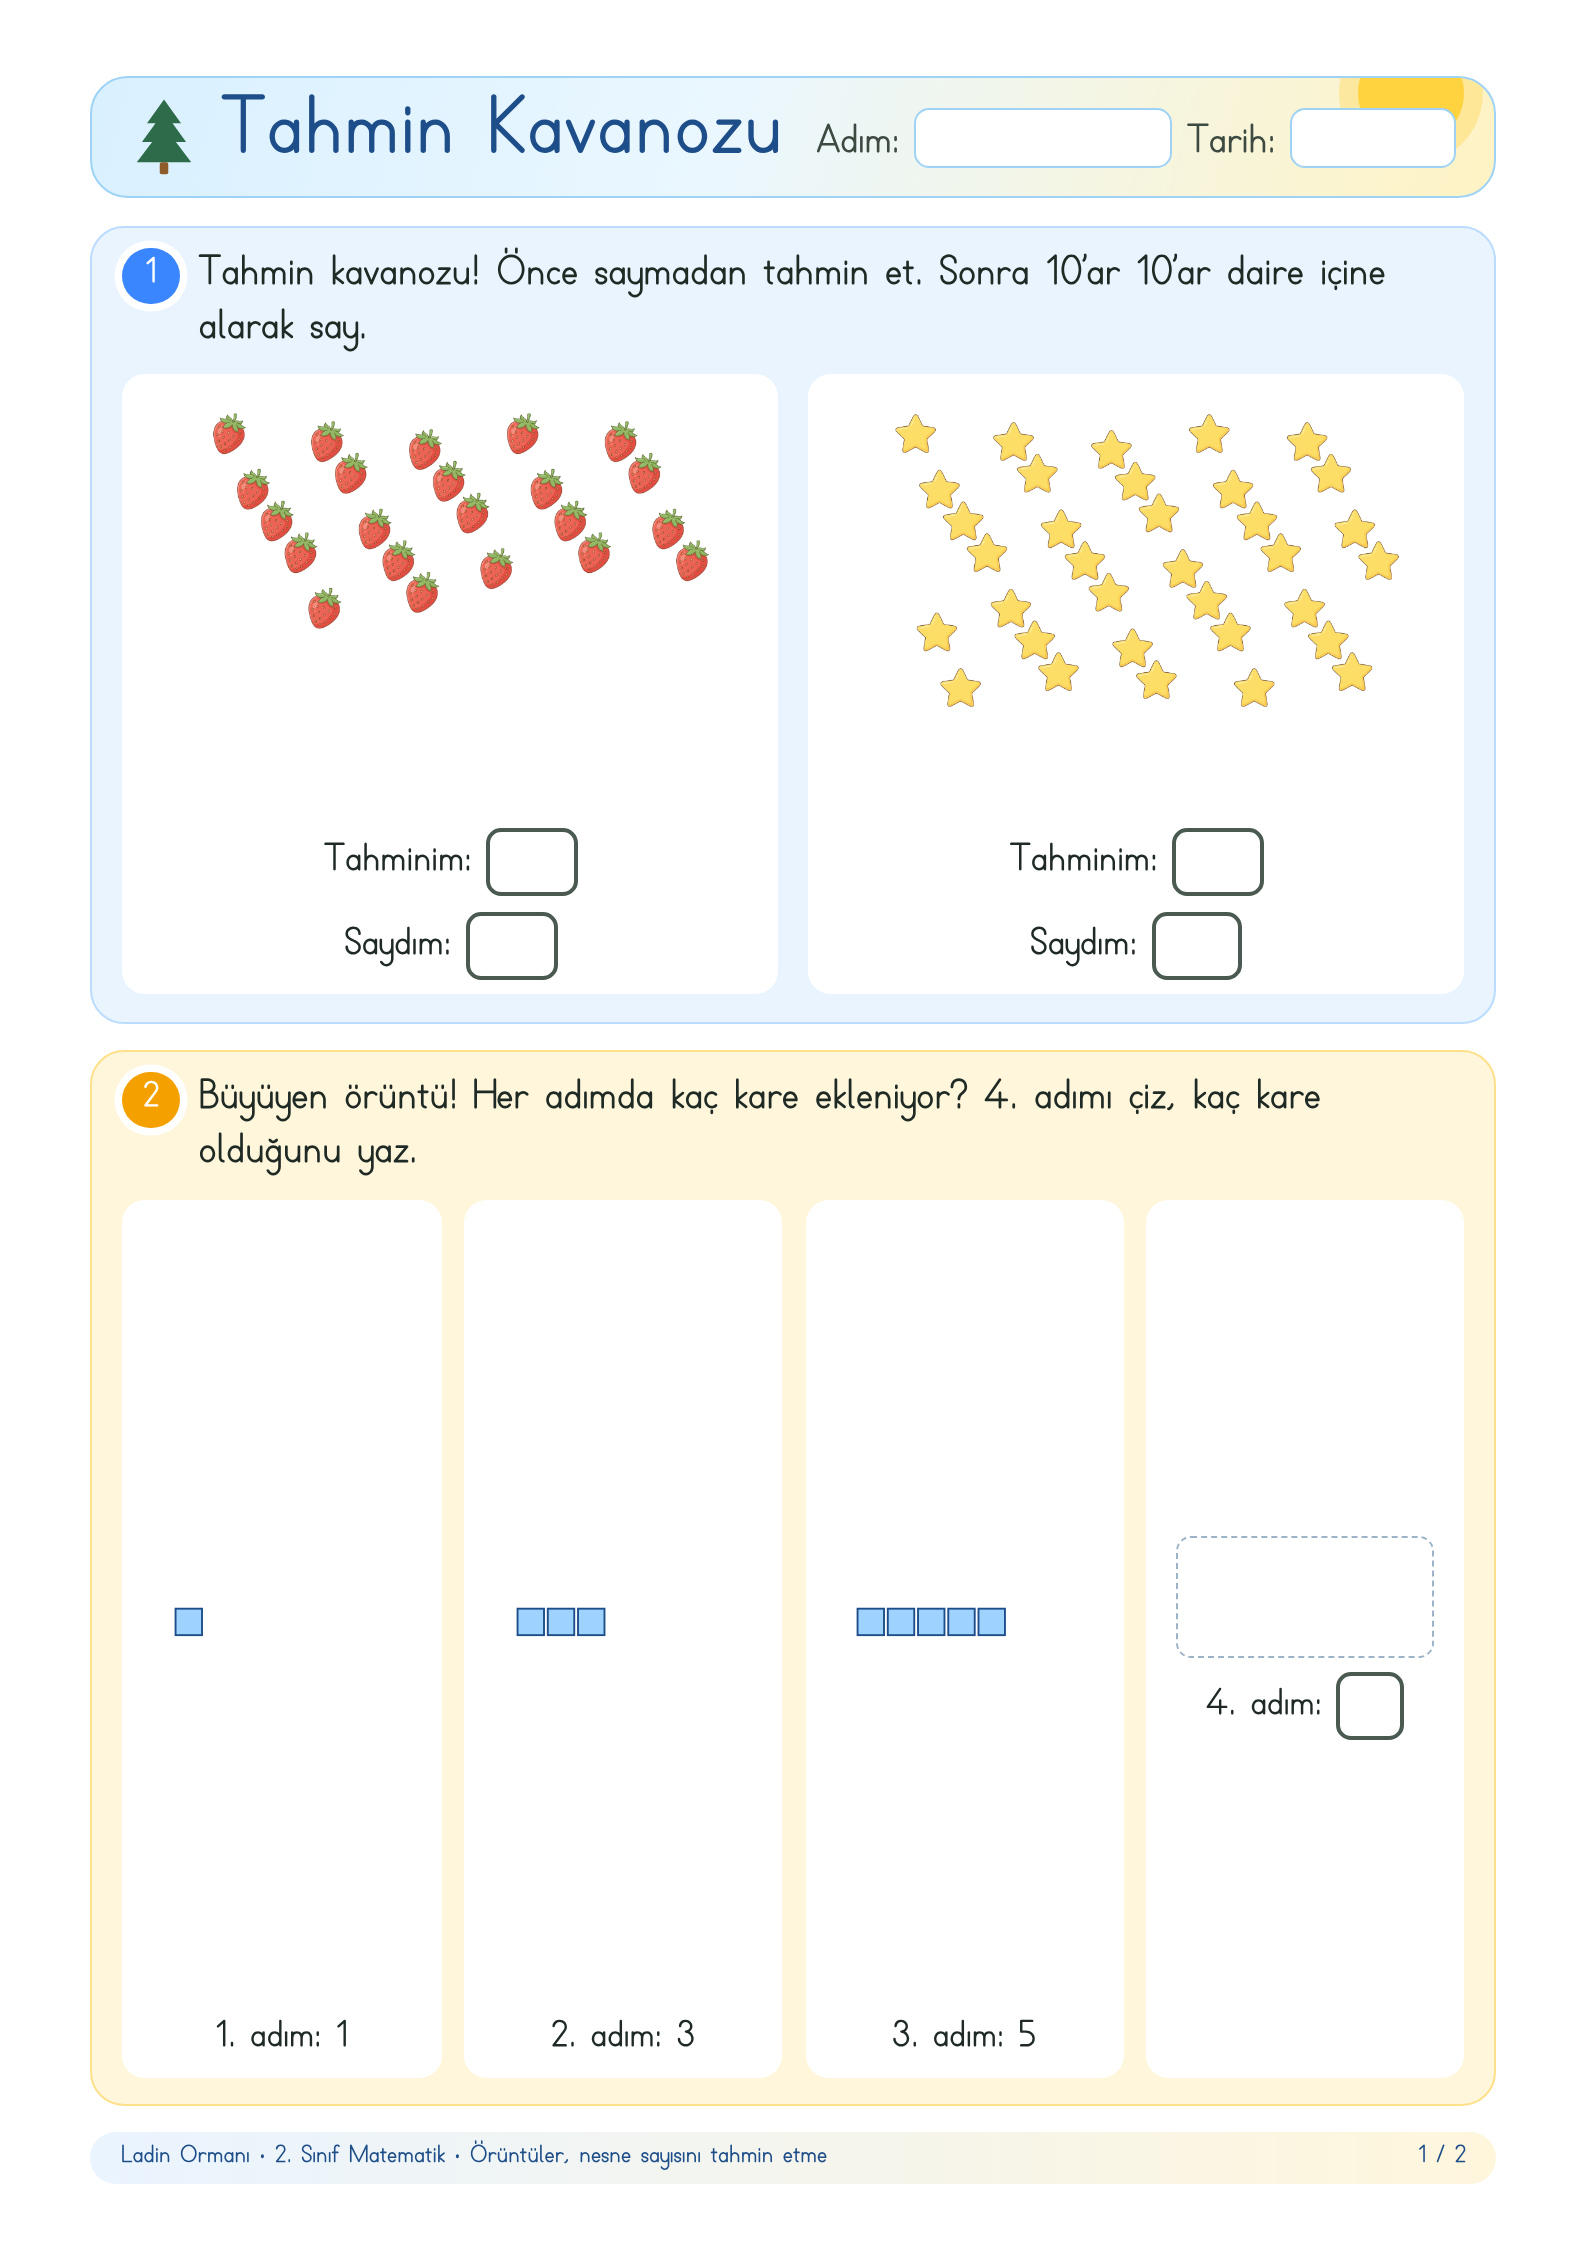 Tahmin Kavanozu Adım: Tarih:
1 Tahmin kavanozu! Önce saymadan tahmin et. Sonra 10'ar 10'ar daire içine
alarak say.
Tahminim: Tahminim:
Saydım: Saydım:
2 Büyüyen örüntü! Her adımda kaç kare ekleniyor? 4. adımı çiz, kaç kare
olduğunu yaz.
4. adım:
1. adım: 1 2. adım: 3 3. adım: 5
Ladin Ormanı • 2. Sınıf Matematik • Örüntüler, nesne sayısını tahmin etme 1 / 2